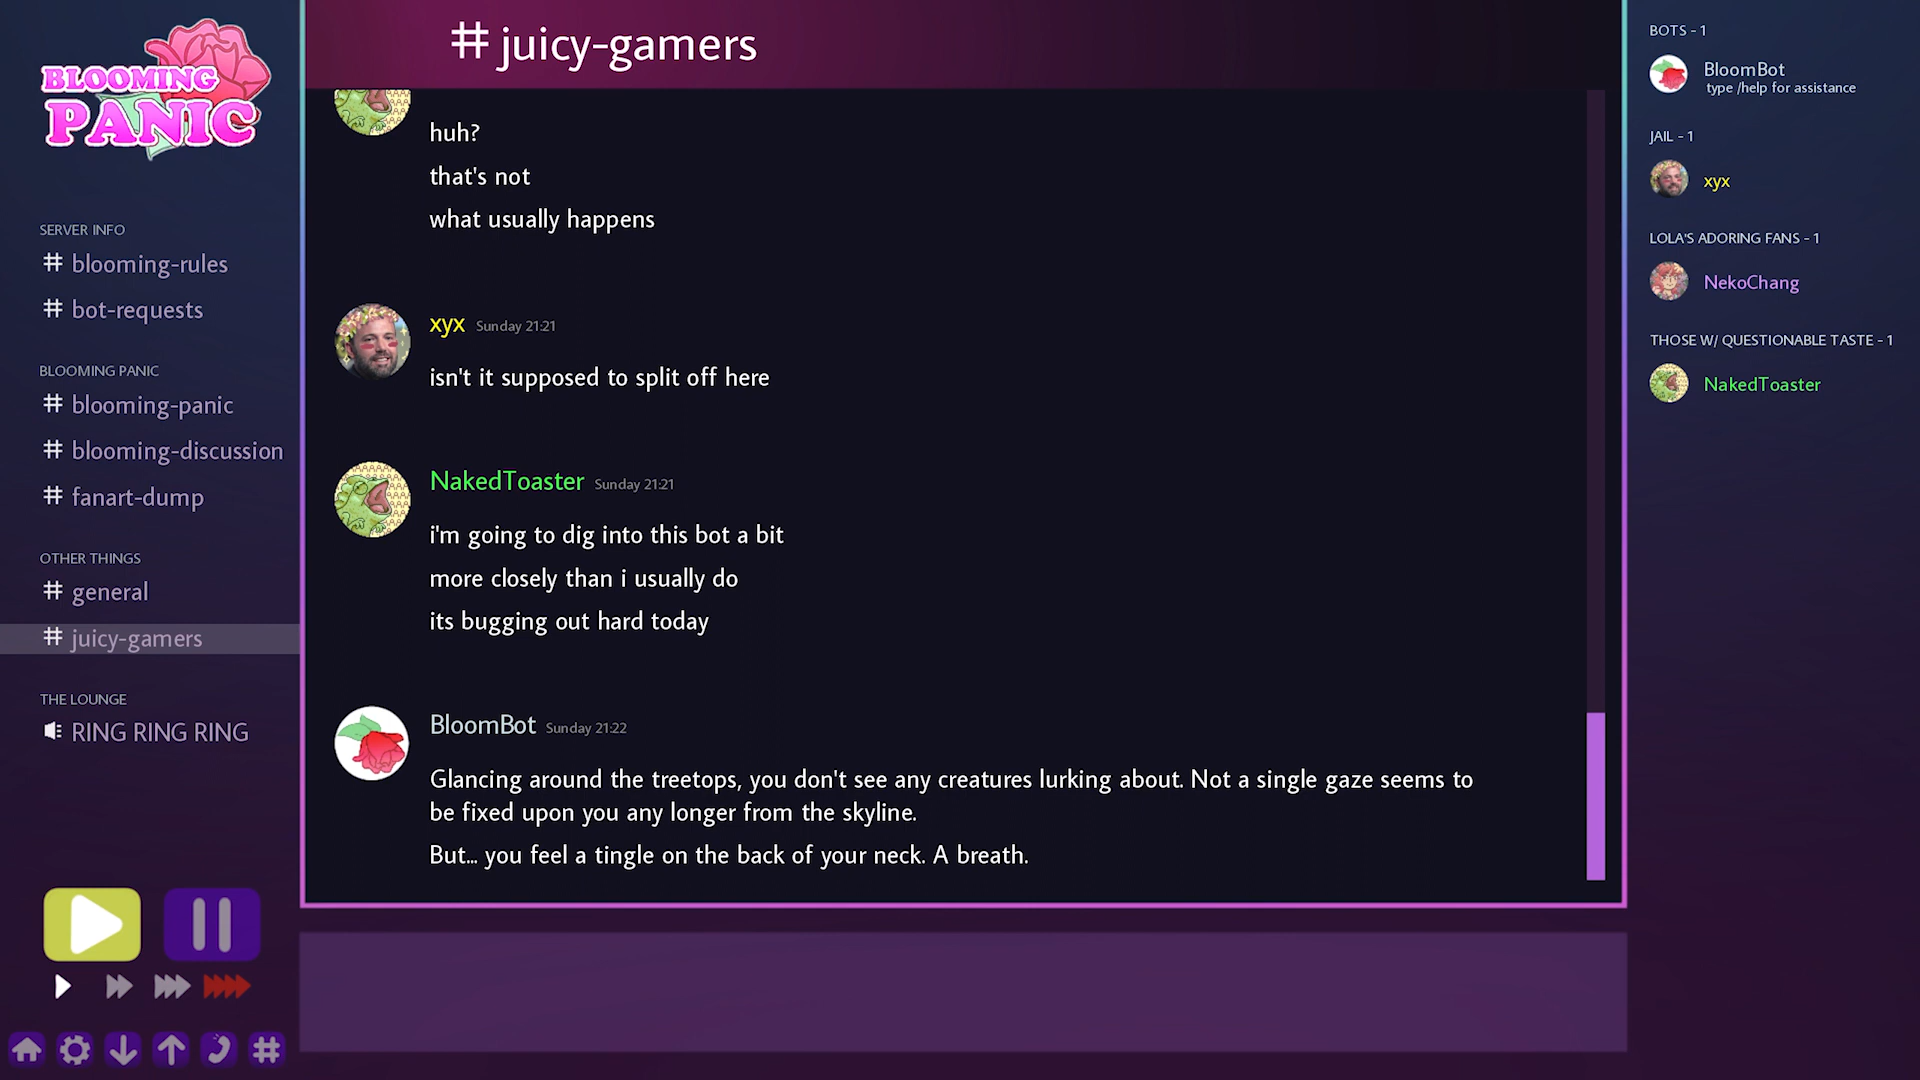 BLOOMING
PANIC
SERVER INFO
# blooming-rules
# bot-requests
BLOOMING PANIC
# blooming-panic
# blooming-discussion
# fanart-dump
OTHER THINGS
# general
# juicy-gamers
THE LOUNGE
RING RING RING
# juicy-gamers
huh?
that's not
what usually happens
xyx Sunday 21:21
isn't it supposed to split off here
NakedToaster Sunday 21:21
i'm going to dig into this bot a bit
more closely than i usually do
its bugging out hard today
BloomBot Sunday 21:22
Glancing around the treetops, you don't see any creatures lurking about. Not a single gaze seems to
be fixed upon you any longer from the skyline.
But... you feel a tingle on the back of your neck. A breath.
BOTS - 1
BloomBot
type /help for assistance
JAIL - 1
xyx
LOLA'S ADORING FANS - 1
NekoChang
THOSE W/ QUESTIONABLE TASTE - 1
NakedToaster